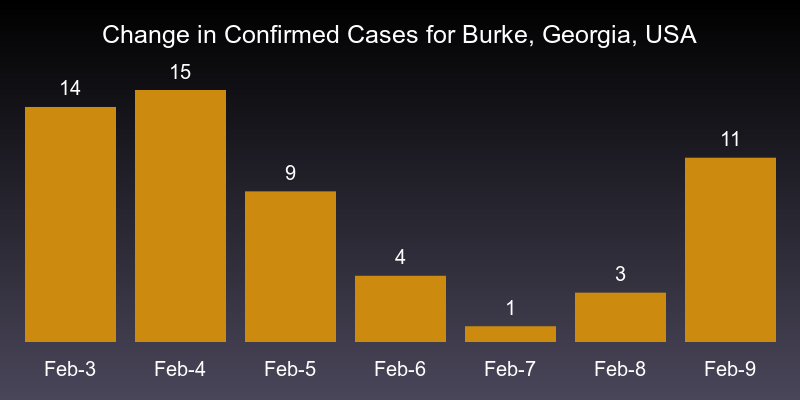 Change in Confirmed Cases for Burke, Georgia, USA
14
15
9
4
1
3
11
Feb-3
Feb-4
Feb-5
Feb-6
Feb-7
Feb-8
Feb-9